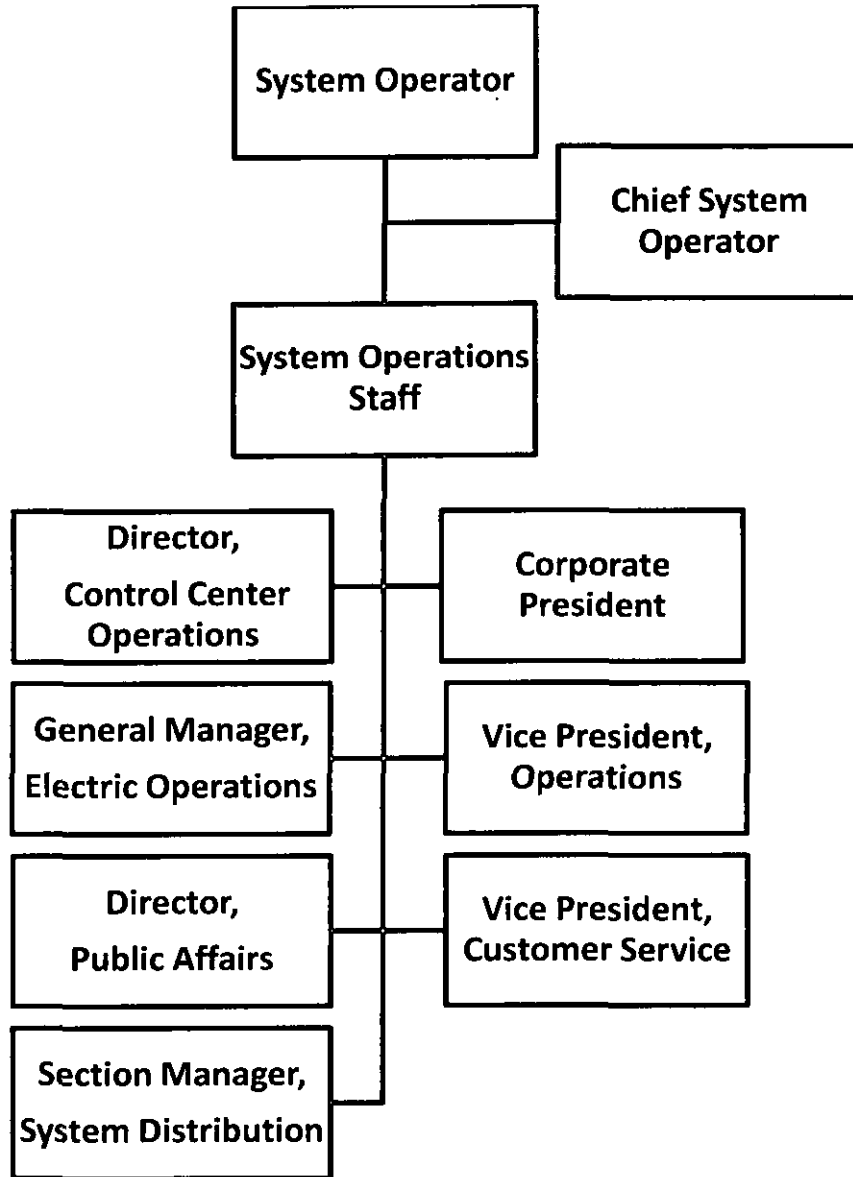 System Operator
Chief System
Operator
System Operations
Staff
Director,
Control Center
Operations
Corporate
President
General Manager,
Electric Operations
Vice President,
Operations
Director,
Public Affairs
Vice President,
Customer Service
Section Manager,
System Distribution